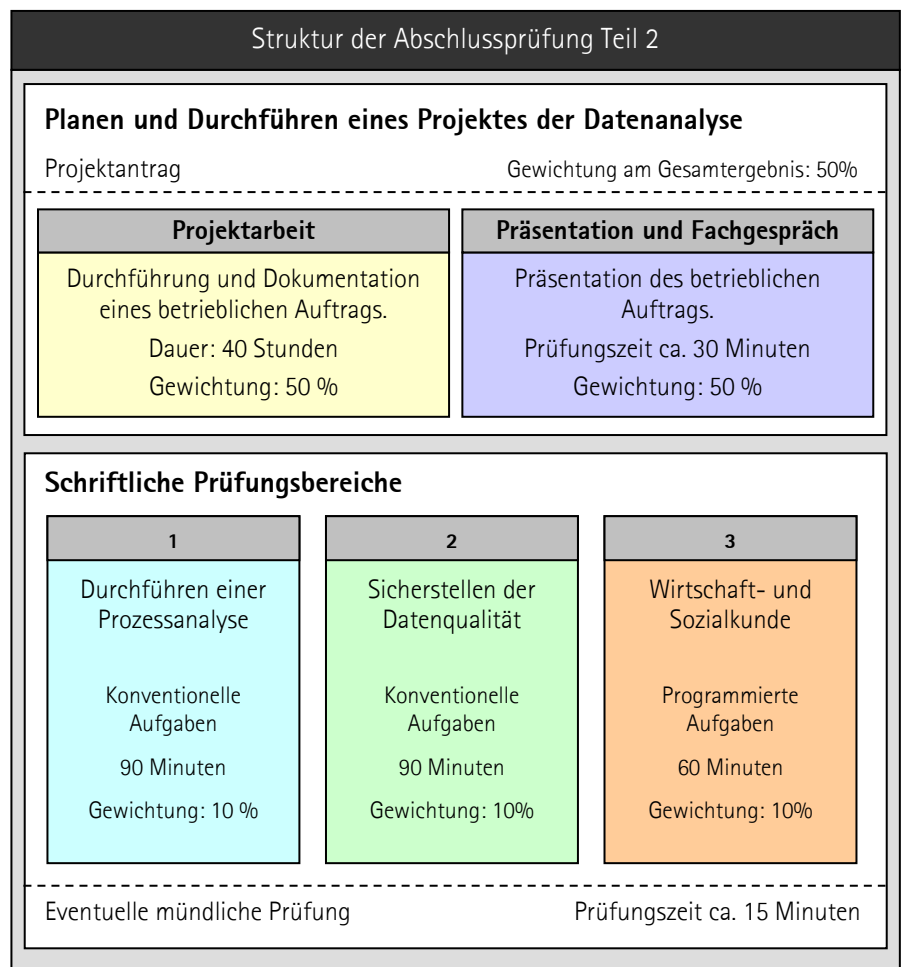 Struktur der Abschlussprüfung Teil 2
Planen und Durchführen eines Projektes der Datenanalyse
Projektantrag
Gewichtung am Gesamtergebnis: 50%
Projektarbeit
Durchführung und Dokumentation
eines betrieblichen Auftrags.
Dauer: 40 Stunden
Gewichtung: 50 %
Präsentation und Fachgespräch
Präsentation des betrieblichen
Auftrags.
Prüfungszeit ca. 30 Minuten
Gewichtung: 50 %
Schriftliche Prüfungsbereiche
1
Durchführen einer
Prozessanalyse
Konventionelle
Aufgaben
90 Minuten
Gewichtung: 10 %
2
Sicherstellen der
Datenqualität
Konventionelle
Aufgaben
90 Minuten
Gewichtung: 10%
3
Wirtschaft- und
Sozialkunde
Programmierte
Aufgaben
60 Minuten
Gewichtung: 10%
Eventuelle mündliche Prüfung
Prüfungszeit ca. 15 Minuten